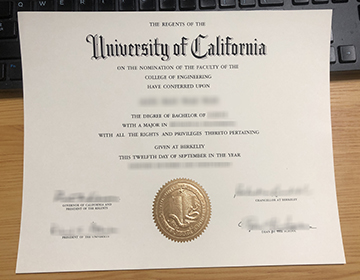 THE REGENTS OF THE
University of California
ON THE NOMINATION OF THE FACULTY OF THE
COLLEGE OF ENGINEERING
HAVE CONFERRED UPON
THE DEGREE OF BACHELOR OF
WITH A MAJOR IN
WITH ALL THE RIGHTS AND PRIVILEGES THERETO PERTAINING
GIVEN AT BERKELEY
THIS TWELFTH DAY OF SEPTEMBER IN THE YEAR
GOVERNOR OF CALIFORNIA AND
PRESIDENT OF THE REGENTS
CHANCELLOR AT BERKELEY
PRESIDENT OF THE UNIVERSITY